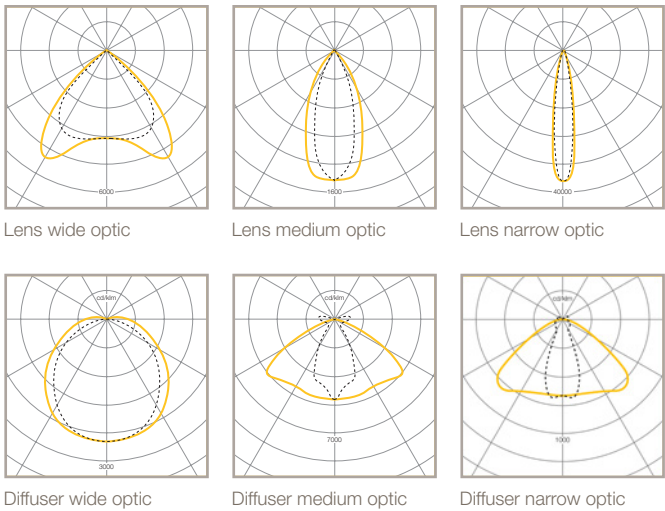 6000
1600
40000
Lens wide optic
Lens medium optic
Lens narrow optic
cd/klm
cd/klm
cd/klm
3000
7000
1000
Diffuser wide optic
Diffuser medium optic
Diffuser narrow optic